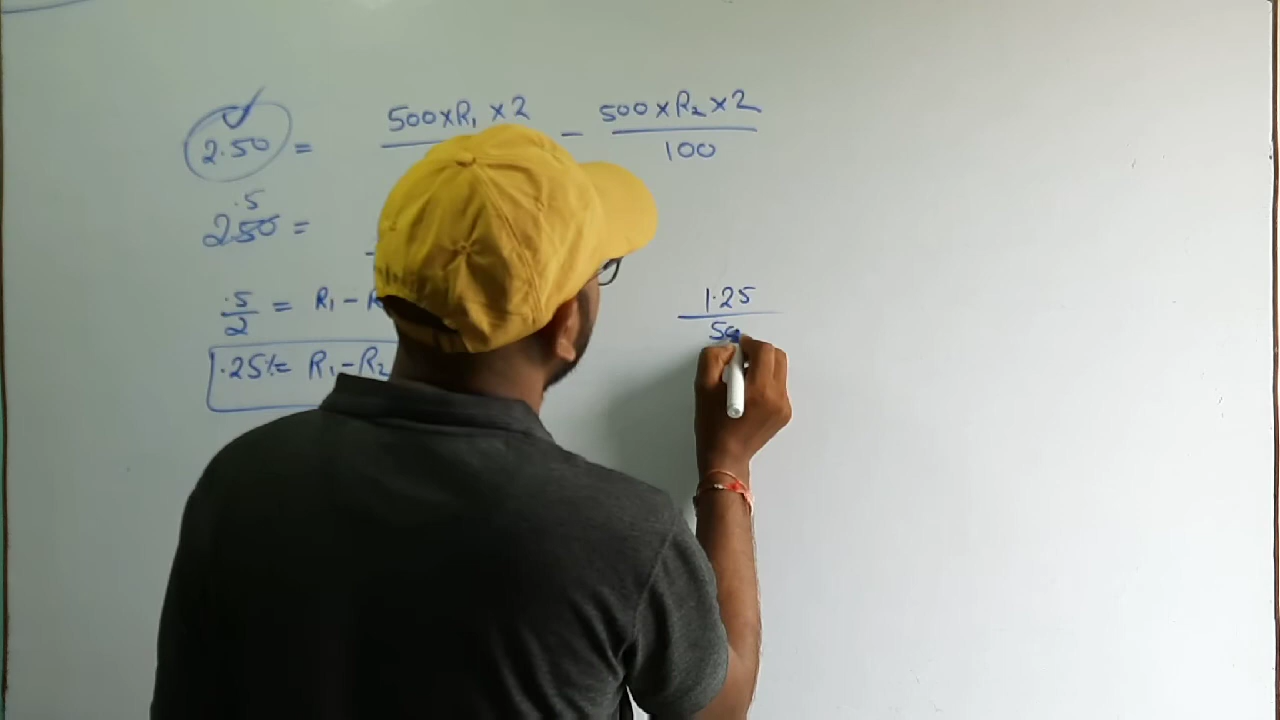 2.50 = 500×R₁×2 − 500×R₂×2
100
.5
250 =
.5/2 = R₁ − R
1.25
50
.25% = R₁−R₂